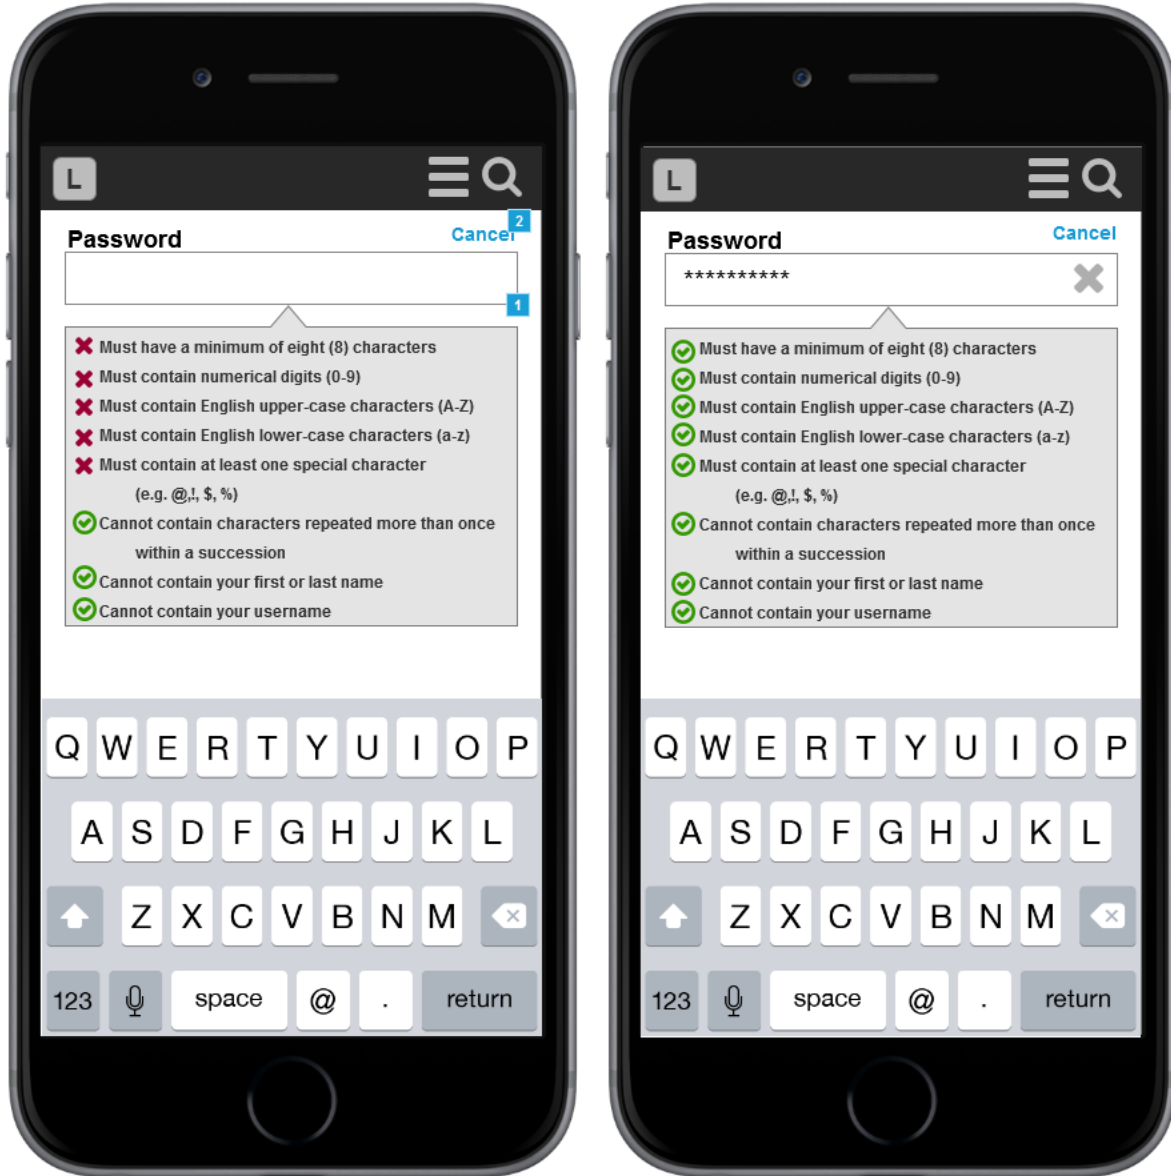 L
2
Password Cancel
1
Must have a minimum of eight (8) characters
Must contain numerical digits (0-9)
Must contain English upper-case characters (A-Z)
Must contain English lower-case characters (a-z)
Must contain at least one special character
(e.g. @,!, $, %)
Cannot contain characters repeated more than once
within a succession
Cannot contain your first or last name
Cannot contain your username
Q W E R T Y U I O P
A S D F G H J K L
Z X C V B N M
123 space @ . return
L
Password Cancel
**********
Must have a minimum of eight (8) characters
Must contain numerical digits (0-9)
Must contain English upper-case characters (A-Z)
Must contain English lower-case characters (a-z)
Must contain at least one special character
(e.g. @,!, $, %)
Cannot contain characters repeated more than once
within a succession
Cannot contain your first or last name
Cannot contain your username
Q W E R T Y U I O P
A S D F G H J K L
Z X C V B N M
123 space @ . return